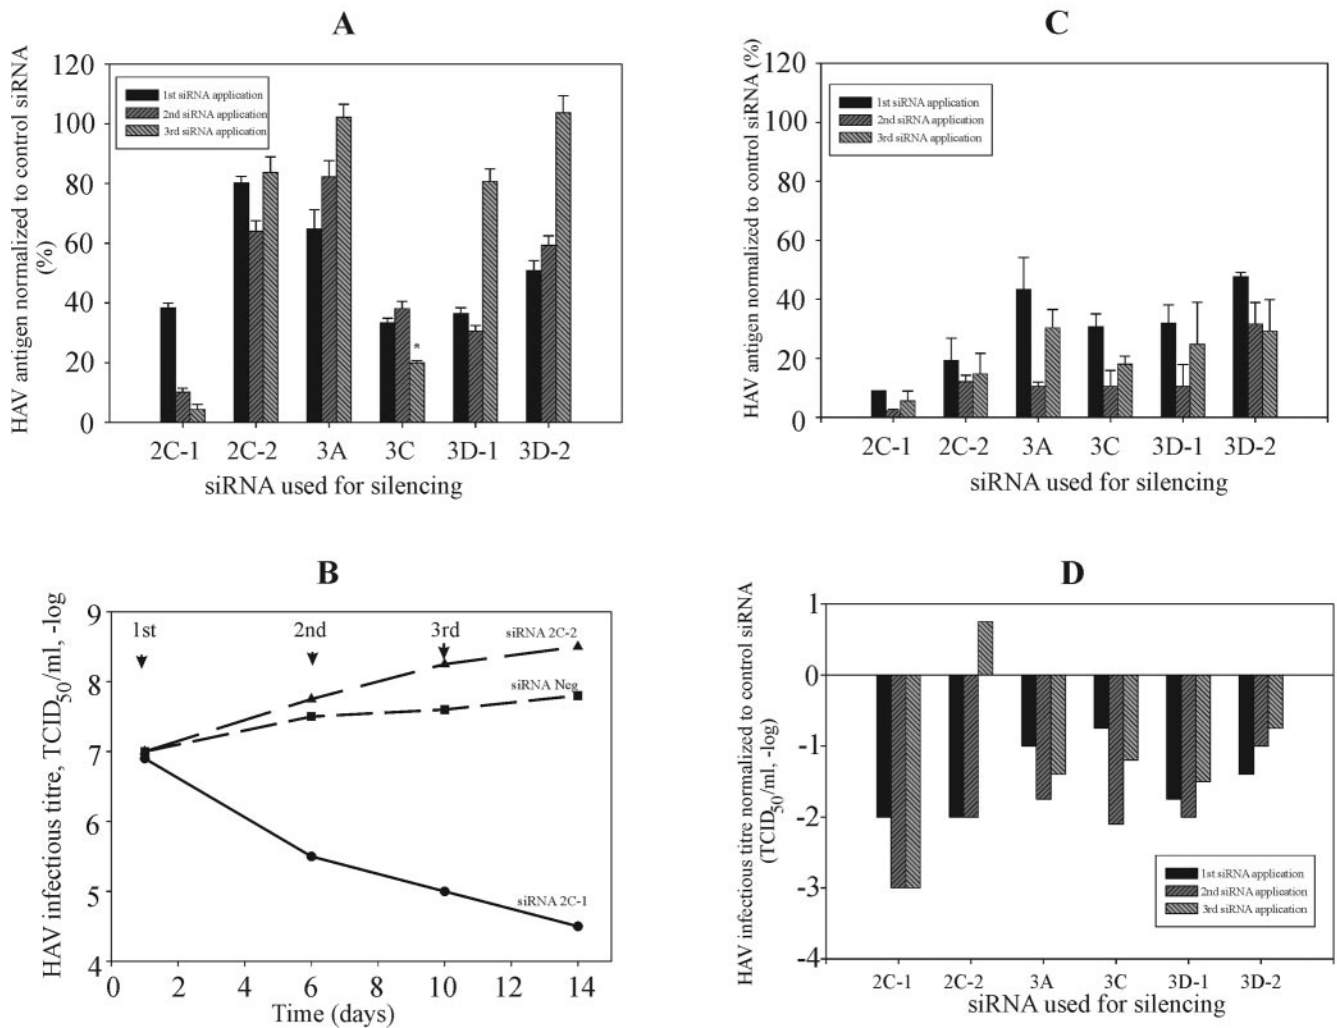 A
HAV antigen normalized to control siRNA
(%)
120
100
80
60
40
20
0
1st siRNA application
2nd siRNA application
3rd siRNA application
*
2C-1 2C-2 3A 3C 3D-1 3D-2
siRNA used for silencing
C
HAV antigen normalized to control siRNA (%)
120
100
80
60
40
20
0
1st siRNA application
2nd siRNA application
3rd siRNA application
2C-1 2C-2 3A 3C 3D-1 3D-2
siRNA used for silencing
B
HAV infectious titre, TCID50/ml, -log
9
8
7
6
5
4
1st 2nd 3rd
siRNA 2C-2
siRNA Neg
siRNA 2C-1
0 2 4 6 8 10 12 14
Time (days)
D
HAV infectious titre normalized to control siRNA
(TCID50/ml, -log)
1
0
-1
-2
-3
-4
1st siRNA application
2nd siRNA application
3rd siRNA application
2C-1 2C-2 3A 3C 3D-1 3D-2
siRNA used for silencing